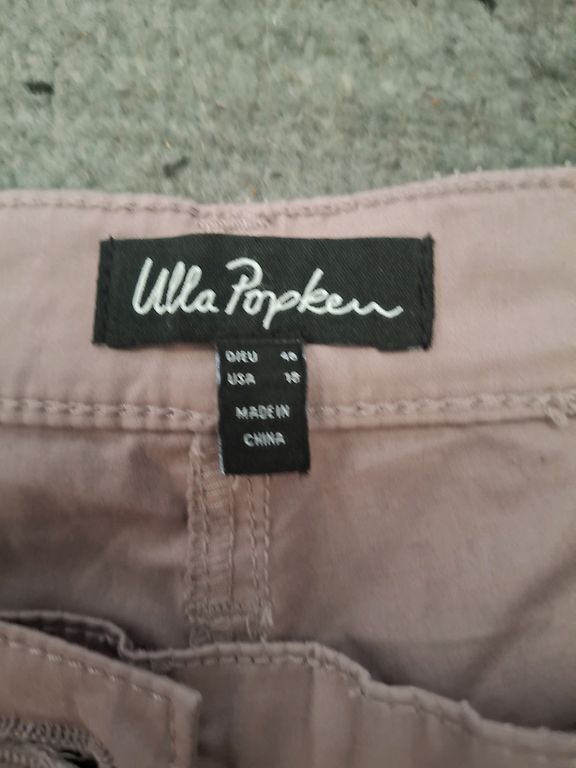 Ulla Popken
D/EU 46
USA 18
MADE IN
CHINA